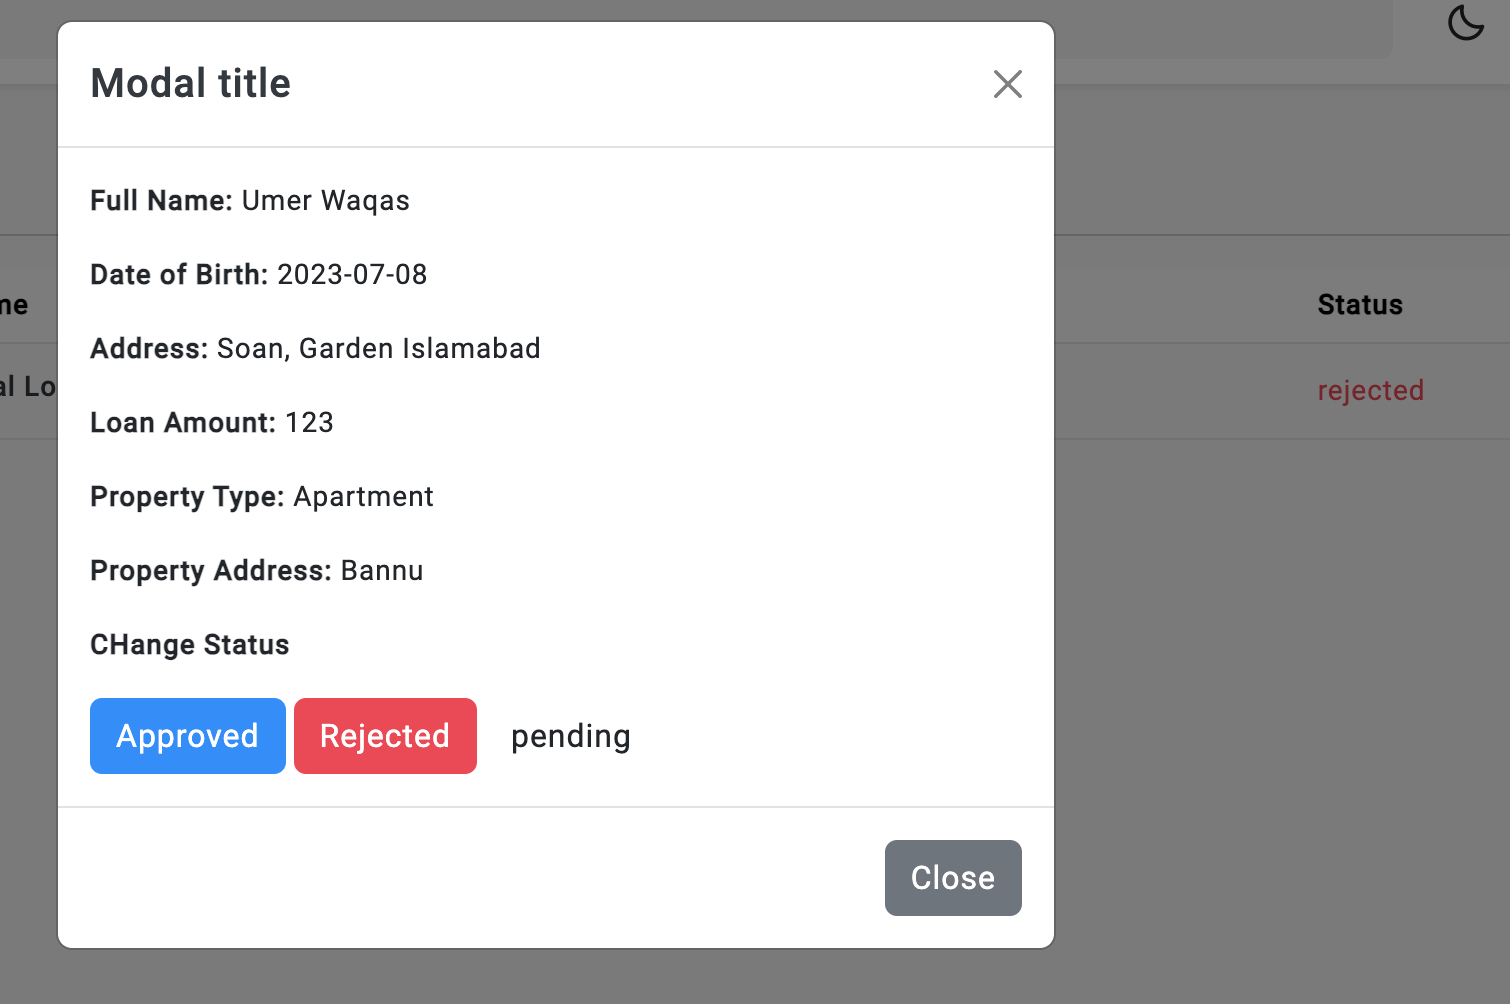 Modal title
Full Name: Umer Waqas
Date of Birth: 2023-07-08
me
Status
Address: Soan, Garden Islamabad
al Lo
rejected
Loan Amount: 123
Property Type: Apartment
Property Address: Bannu
CHange Status
Approved Rejected pending
Close